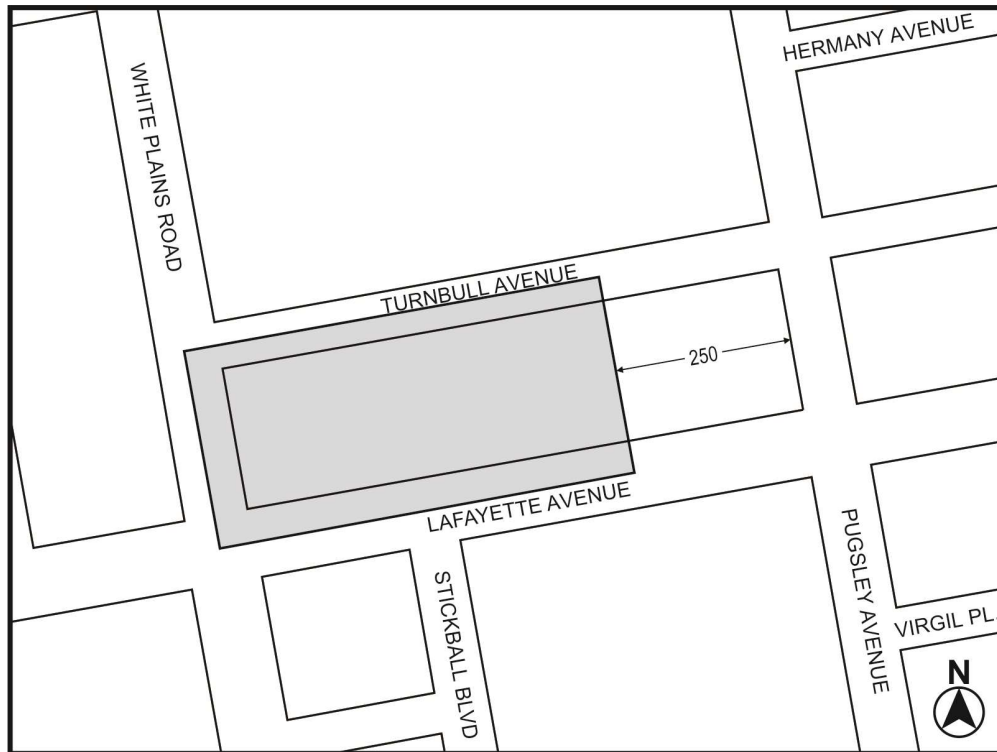 HERMANY AVENUE
WHITE PLAINS ROAD
TURNBULL AVENUE
250
LAFAYETTE AVENUE
STICKBALL BLVD
PUGSLEY AVENUE
VIRGIL PL.
N